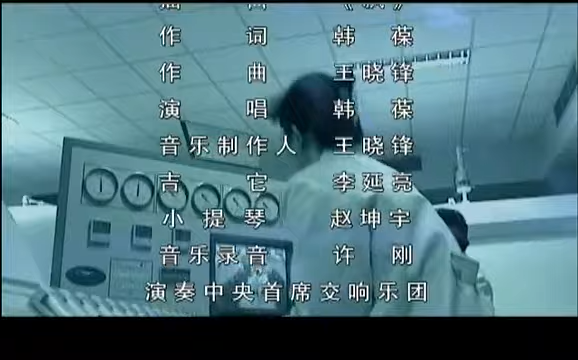 作词 韩葆
作曲 王晓锋
演唱 韩葆
音乐制作人 王晓锋
吉它 李延亮
小提琴 赵坤宇
音乐录音 许刚
演奏中央首席交响乐团